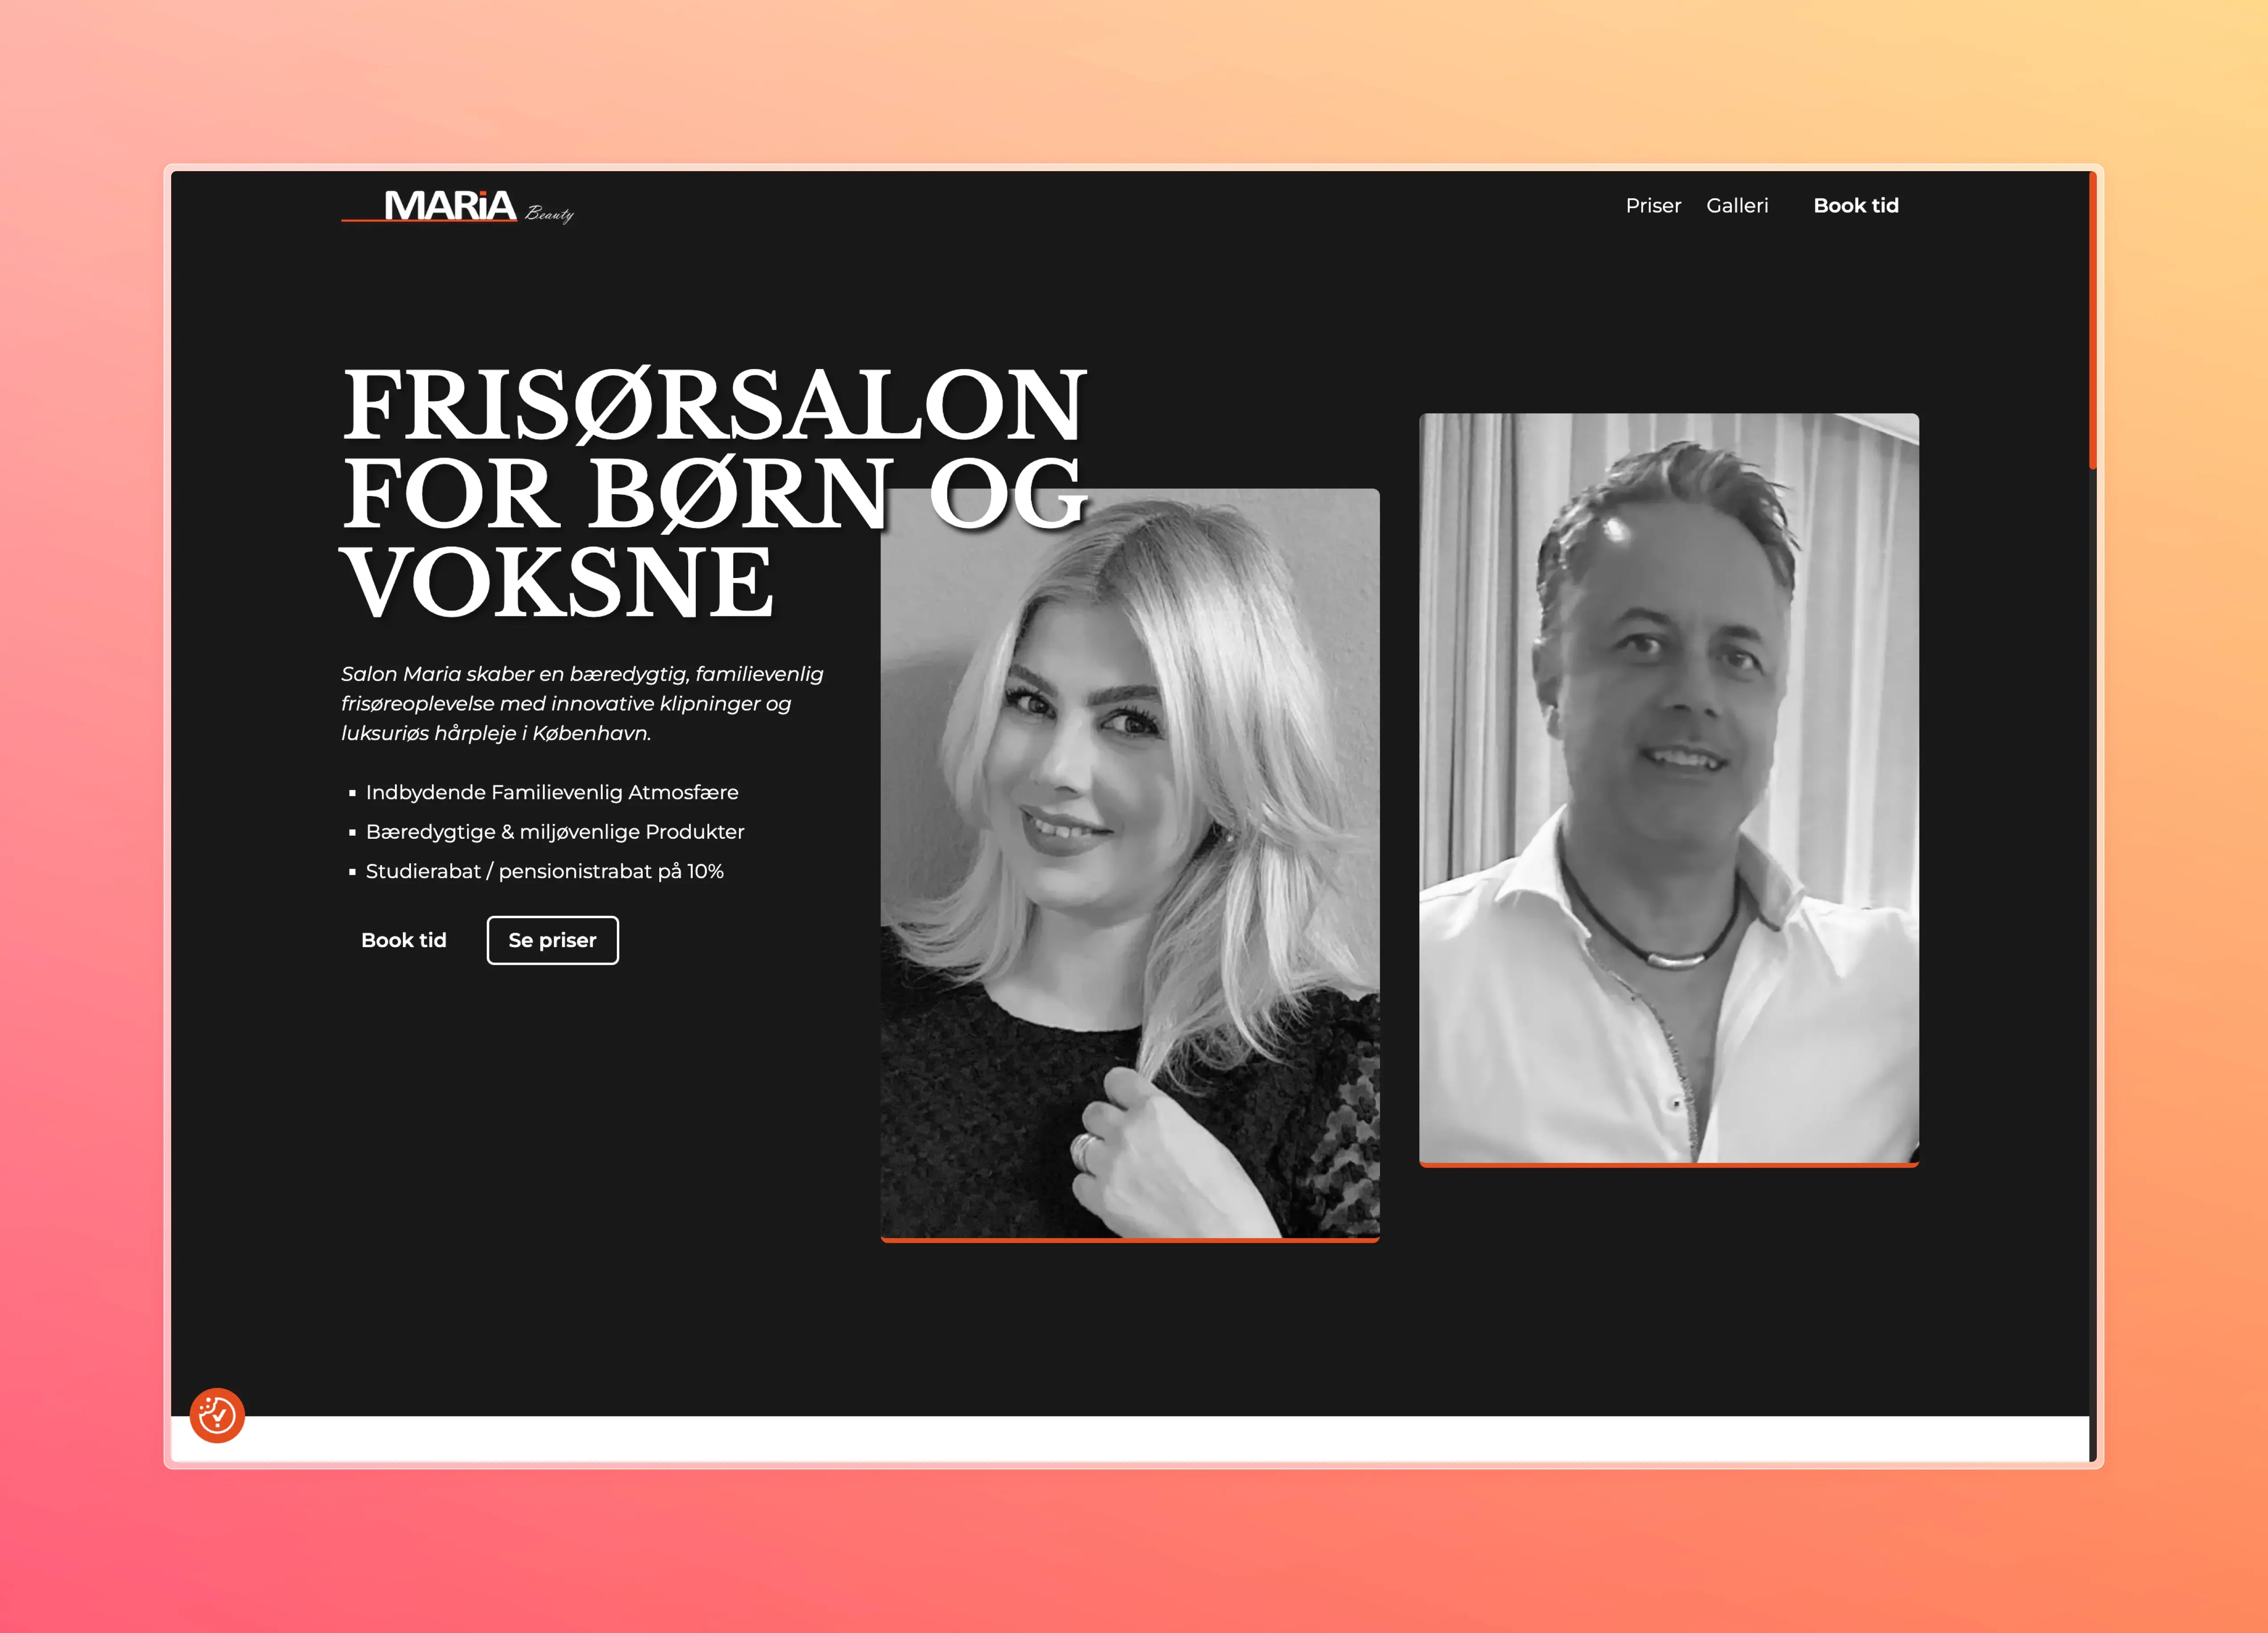 MARiA Beauty
Priser Galleri Book tid
FRISØRSALON
FOR BØRN OG
VOKSNE
Salon Maria skaber en bæredygtig, familievenlig
frisøroplevelse med innovative klipninger og
luksuriøs hårpleje i København.
Indbydende Familievenlig Atmosfære
Bæredygtige & miljøvenlige Produkter
Studierabat / pensionistrabat på 10%
Book tid Se priser